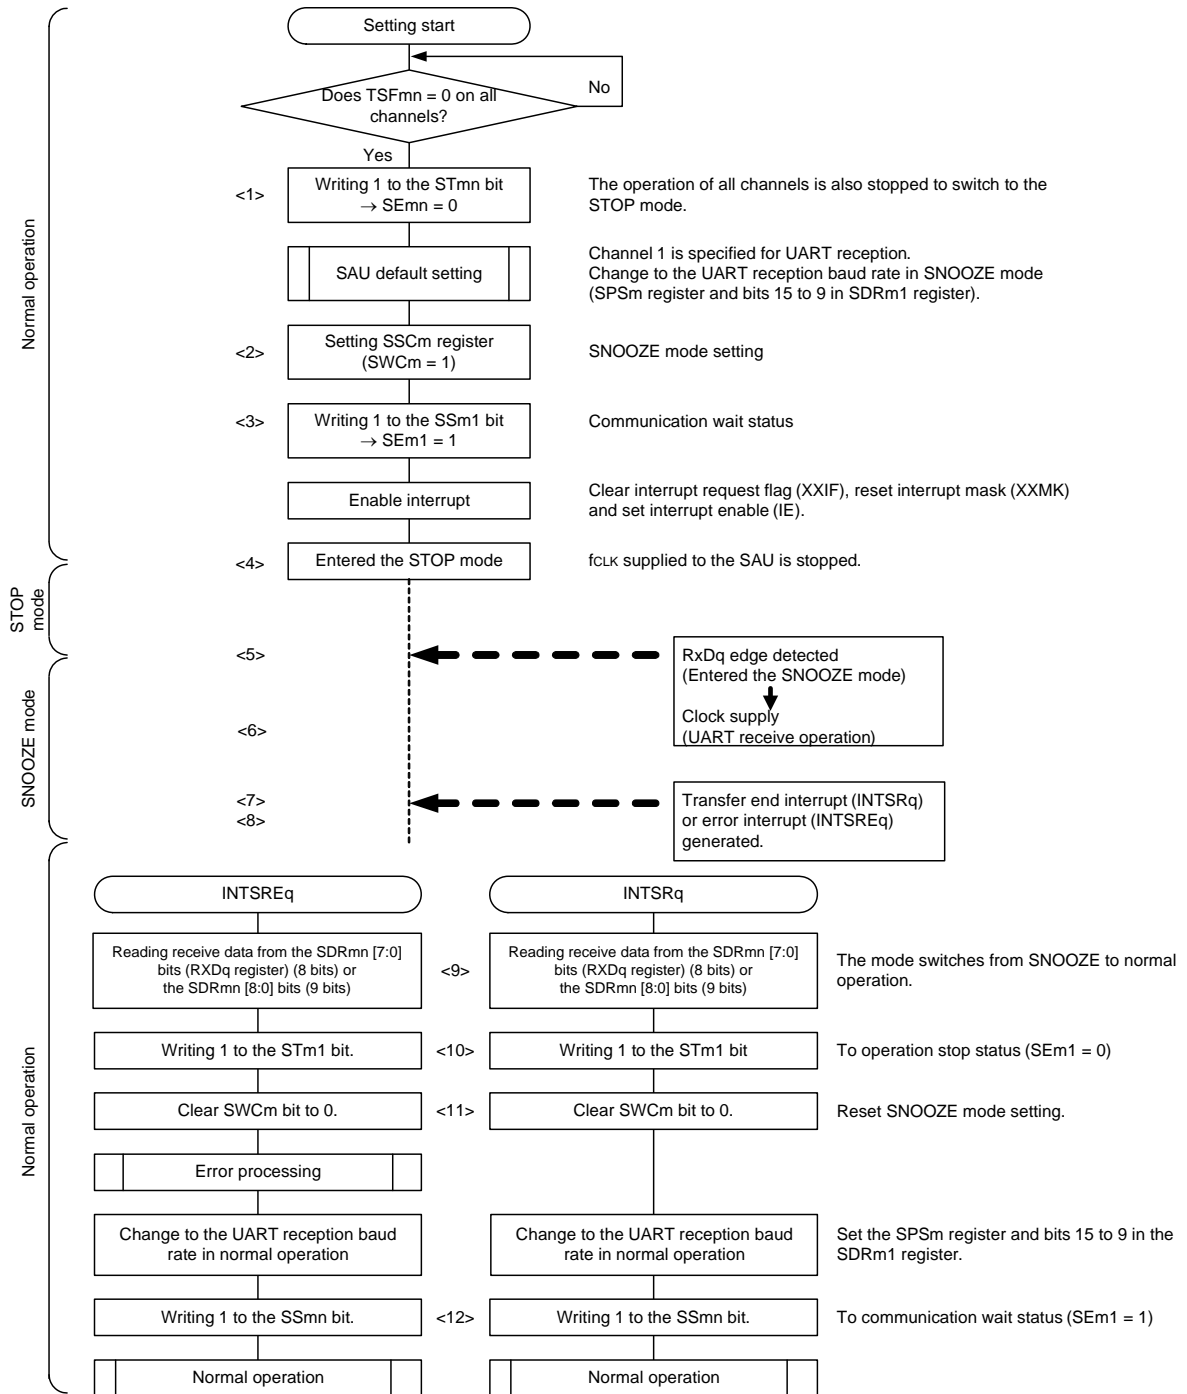 Setting start
No
Does TSFmn = 0 on all
channels?
Yes
<1>
Writing 1 to the STmn bit
→ SEmn = 0
The operation of all channels is also stopped to switch to the
STOP mode.
SAU default setting
Channel 1 is specified for UART reception.
Change to the UART reception baud rate in SNOOZE mode
(SPSm register and bits 15 to 9 in SDRm1 register).
Normal operation
<2>
Setting SSCm register
(SWCm = 1)
SNOOZE mode setting
<3>
Writing 1 to the SSm1 bit
→ SEm1 = 1
Communication wait status
Enable interrupt
Clear interrupt request flag (XXIF), reset interrupt mask (XXMK)
and set interrupt enable (IE).
<4>
Entered the STOP mode
fCLK supplied to the SAU is stopped.
STOP
mode
<5>
RxDq edge detected
(Entered the SNOOZE mode)
Clock supply
(UART receive operation)
<6>
SNOOZE mode
<7>
<8>
Transfer end interrupt (INTSRq)
or error interrupt (INTSREq)
generated.
INTSREq
INTSRq
Reading receive data from the SDRmn [7:0]
bits (RXDq register) (8 bits) or
the SDRmn [8:0] bits (9 bits)
<9>
Reading receive data from the SDRmn [7:0]
bits (RXDq register) (8 bits) or
the SDRmn [8:0] bits (9 bits)
The mode switches from SNOOZE to normal
operation.
Writing 1 to the STm1 bit.
<10>
Writing 1 to the STm1 bit
To operation stop status (SEm1 = 0)
Clear SWCm bit to 0.
<11>
Clear SWCm bit to 0.
Reset SNOOZE mode setting.
Normal operation
Error processing
Change to the UART reception baud
rate in normal operation
Change to the UART reception baud
rate in normal operation
Set the SPSm register and bits 15 to 9 in the
SDRm1 register.
Writing 1 to the SSmn bit.
<12>
Writing 1 to the SSmn bit.
To communication wait status (SEm1 = 1)
Normal operation
Normal operation